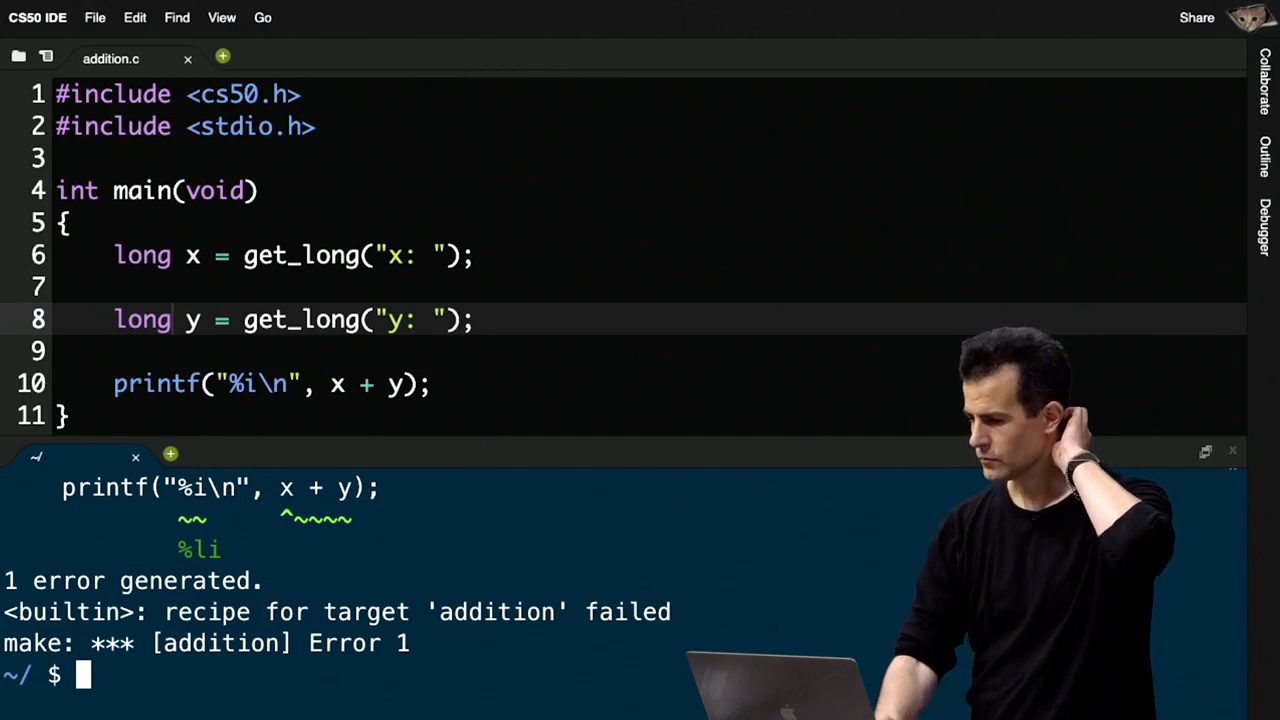 CS50 IDE File Edit Find View Go Share
addition.c
1 #include <cs50.h>
2 #include <stdio.h>
3
4 int main(void)
5 {
6 long x = get_long("x: ");
7
8 long y = get_long("y: ");
9
10 printf("%i\n", x + y);
11 }
Collaborate
Outline
Debugger
~/
printf("%i\n", x + y);
~~ ^~~~~
%li
1 error generated.
<builtin>: recipe for target 'addition' failed
make: *** [addition] Error 1
~/ $